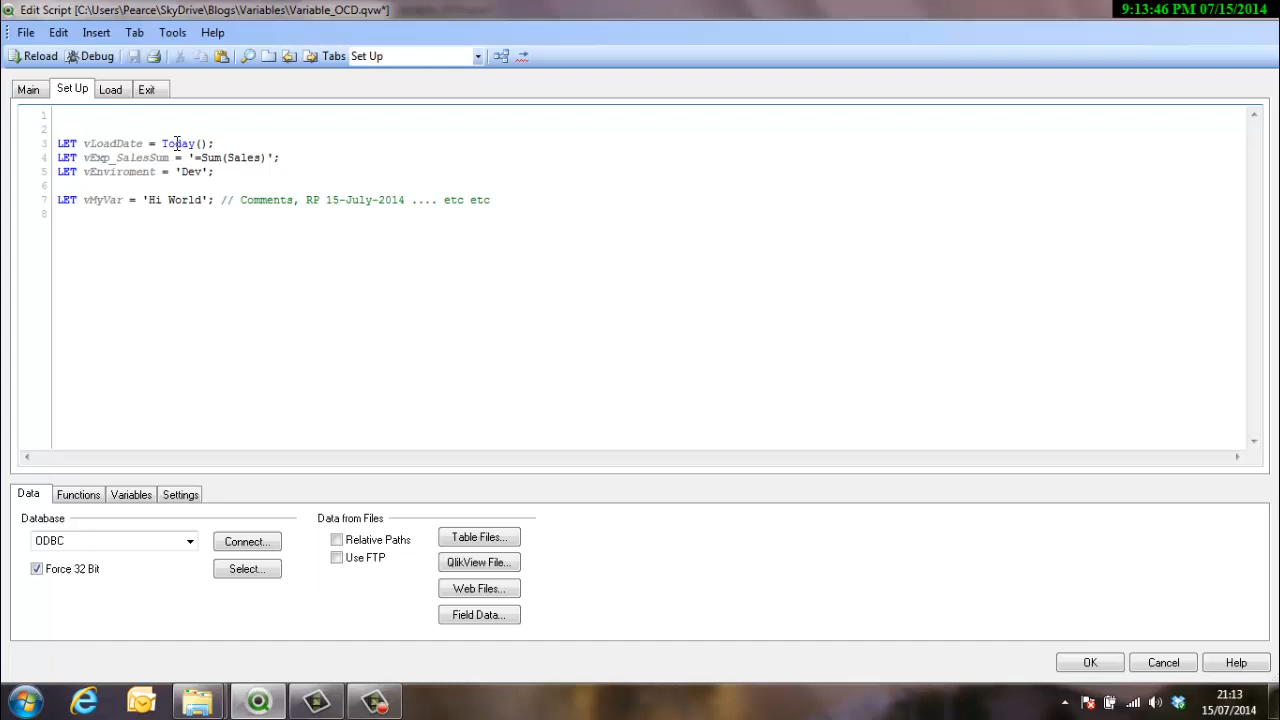 Edit Script [C:\Users\Pearce\SkyDrive\Blogs\Variables\Variable_OCD.qvw*]
9:13:46 PM 07/15/2014
File Edit Insert Tab Tools Help
Reload Debug Tabs Set Up
Main Set Up Load Exit
1
2
3 LET vLoadDate = Today();
4 LET vExp_SalesSum = '=Sum(Sales)';
5 LET vEnviroment = 'Dev';
6
7 LET vMyVar = 'Hi World'; // Comments, RP 15-July-2014 .... etc etc
8
Data Functions Variables Settings
Database Data from Files
ODBC Connect... Relative Paths Table Files...
Force 32 Bit Select... Use FTP QlikView File...
Web Files...
Field Data...
OK Cancel Help
21:13
15/07/2014